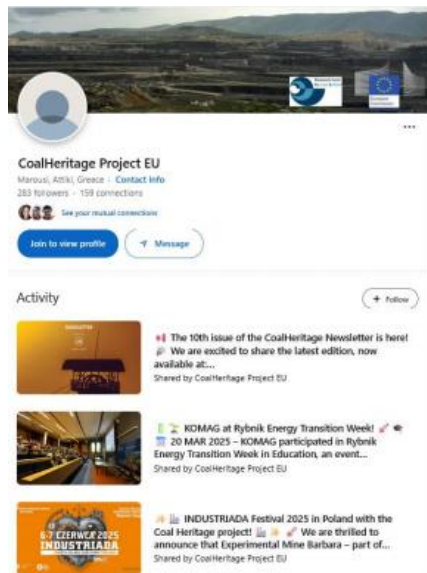 CoalHeritage Project EU
Marousi, Attiki, Greece · Contact Info
283 followers · 159 connections
See your mutual connections
Join to view profile
Message
Activity
+ Follow
NEWSLETTER
The 10th issue of the CoalHeritage Newsletter is here!
We are excited to share the latest edition, now
available at:...
Shared by CoalHeritage Project EU
KOMAG at Rybnik Energy Transition Week!
20 MAR 2025 – KOMAG participated in Rybnik
Energy Transition Week in Education, an event...
Shared by CoalHeritage Project EU
6-7 CZERWCA 2025
INDUSTRIADA
INDUSTRIADA Festival 2025 in Poland with the
Coal Heritage project!
We are thrilled to
announce that Experimental Mine Barbara – part of...
Shared by CoalHeritage Project EU